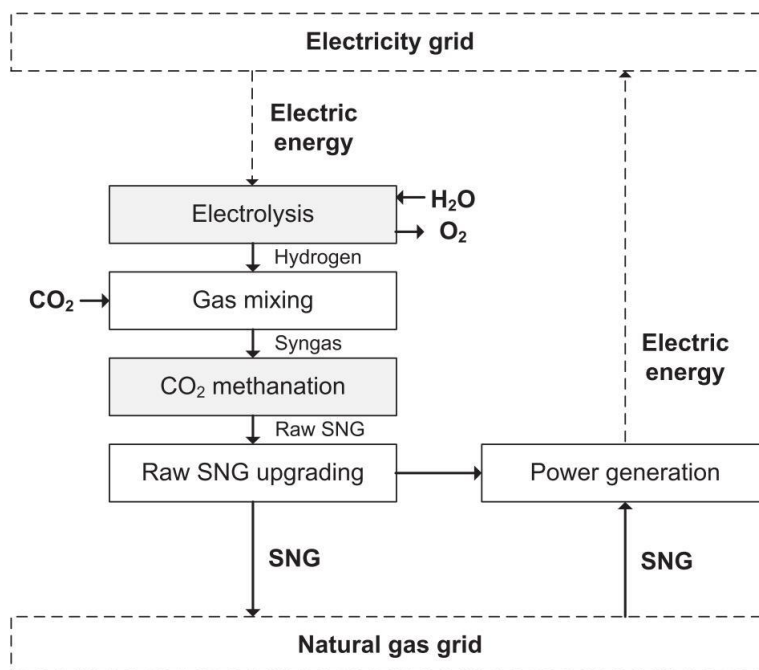 Electricity grid
Electric
energy
Electrolysis
H₂O
O₂
Hydrogen
CO₂
Gas mixing
Syngas
Electric
energy
CO₂ methanation
Raw SNG
Raw SNG upgrading
Power generation
SNG
SNG
Natural gas grid